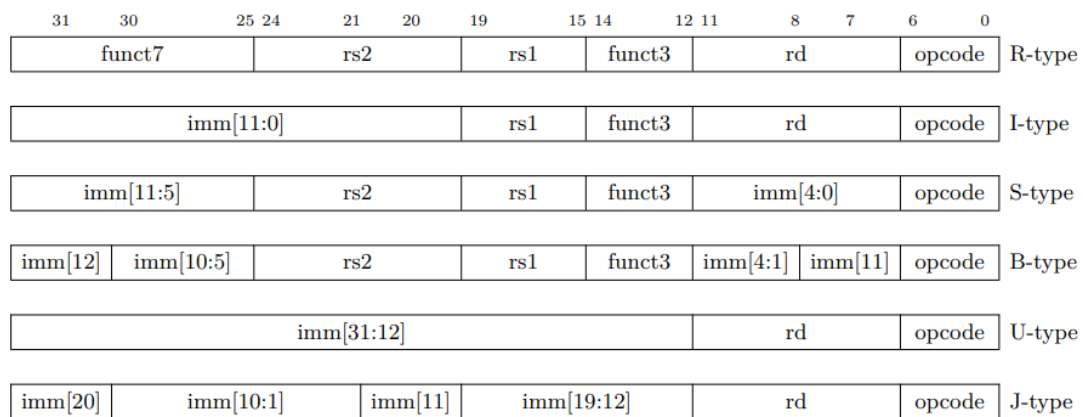 31 30 25 24 21 20 19 15 14 12 11 8 7 6 0
funct7 rs2 rs1 funct3 rd opcode R-type
imm[11:0] rs1 funct3 rd opcode I-type
imm[11:5] rs2 rs1 funct3 imm[4:0] opcode S-type
imm[12] imm[10:5] rs2 rs1 funct3 imm[4:1] imm[11] opcode B-type
imm[31:12] rd opcode U-type
imm[20] imm[10:1] imm[11] imm[19:12] rd opcode J-type